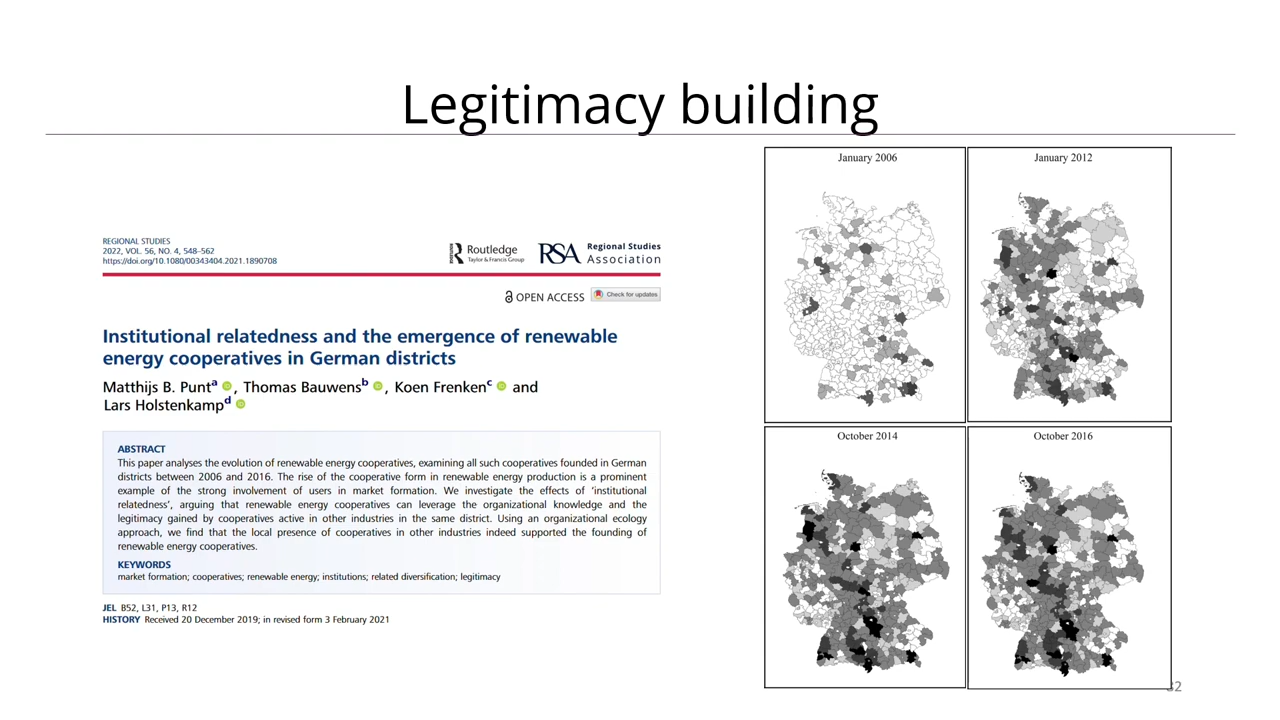 Legitimacy building
REGIONAL STUDIES
2022, VOL. 56, NO. 4, 548–562
https://doi.org/10.1080/00343404.2021.1890708
Routledge
Taylor & Francis Group
RSA
Regional Studies
Association
OPEN ACCESS
Check for updates
Institutional relatedness and the emergence of renewable
energy cooperatives in German districts
Matthijs B. Punt a, Thomas Bauwens b, Koen Frenken c and
Lars Holstenkamp d
ABSTRACT
This paper analyses the evolution of renewable energy cooperatives, examining all such cooperatives founded in German
districts between 2006 and 2016. The rise of the cooperative form in renewable energy production is a prominent
example of the strong involvement of users in market formation. We investigate the effects of ‘institutional
relatedness’, arguing that renewable energy cooperatives can leverage the organizational knowledge and the
legitimacy gained by cooperatives active in other industries in the same district. Using an organizational ecology
approach, we find that the local presence of cooperatives in other industries indeed supported the founding of
renewable energy cooperatives.
KEYWORDS
market formation; cooperatives; renewable energy; institutions; related diversification; legitimacy
JEL B52, L31, P13, R12
HISTORY Received 20 December 2019; in revised form 3 February 2021
January 2006
January 2012
October 2014
October 2016